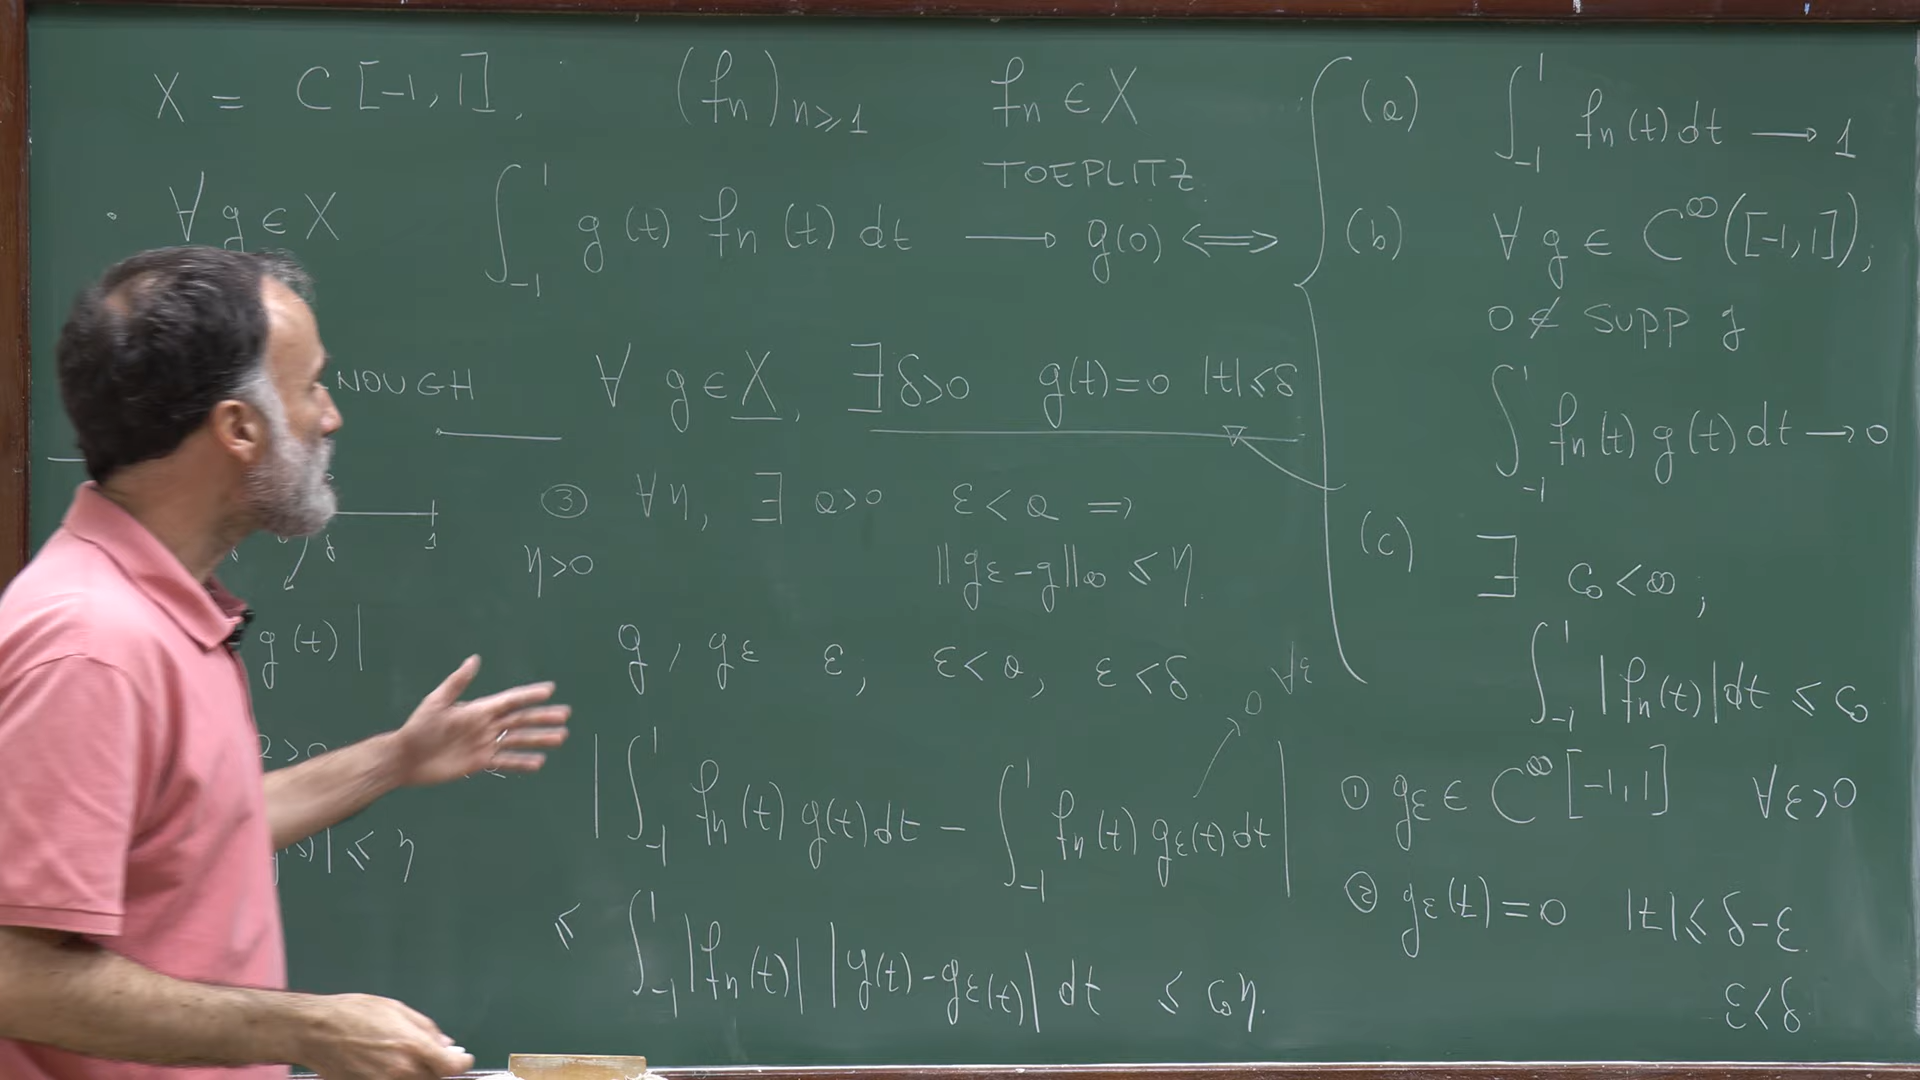 X = C[-1,1], (fn)n⩾1 fn ∈ X
TOEPLITZ
• ∀ g ∈ X ∫_{-1}^{1} g(t) fn(t) dt ⟶ g(0) ⟺
NOUGH ∀ g ∈ X, ∃ δ>0 g(t)=0 |t|⩽δ
1
③ ∀η, ∃ a>0 ε<a ⟹
η>0 ||gε-g||∞ ⩽ η
g(t)|
g, gε ε; ε<a, ε<δ
0 ∀ε
| ∫_{-1}^{1} fn(t) g(t) dt - ∫_{-1}^{1} fn(t) gε(t) dt |
| ⩽ η
⩽ ∫_{-1}^{1} |fn(t)| |g(t)-gε(t)| dt ⩽ c₀η.
(a) ∫_{-1}^{1} fn(t) dt ⟶ 1
(b) ∀ g ∈ C^∞([-1,1]);
0 ∉ SUPP g
∫_{-1}^{1} fn(t) g(t) dt ⟶ 0
(c) ∃ c₀<∞;
∫_{-1}^{1} |fn(t)| dt ⩽ c₀
① gε ∈ C^∞[-1,1] ∀ε>0
② gε(t)=0 |t|⩽δ-ε
ε<δ